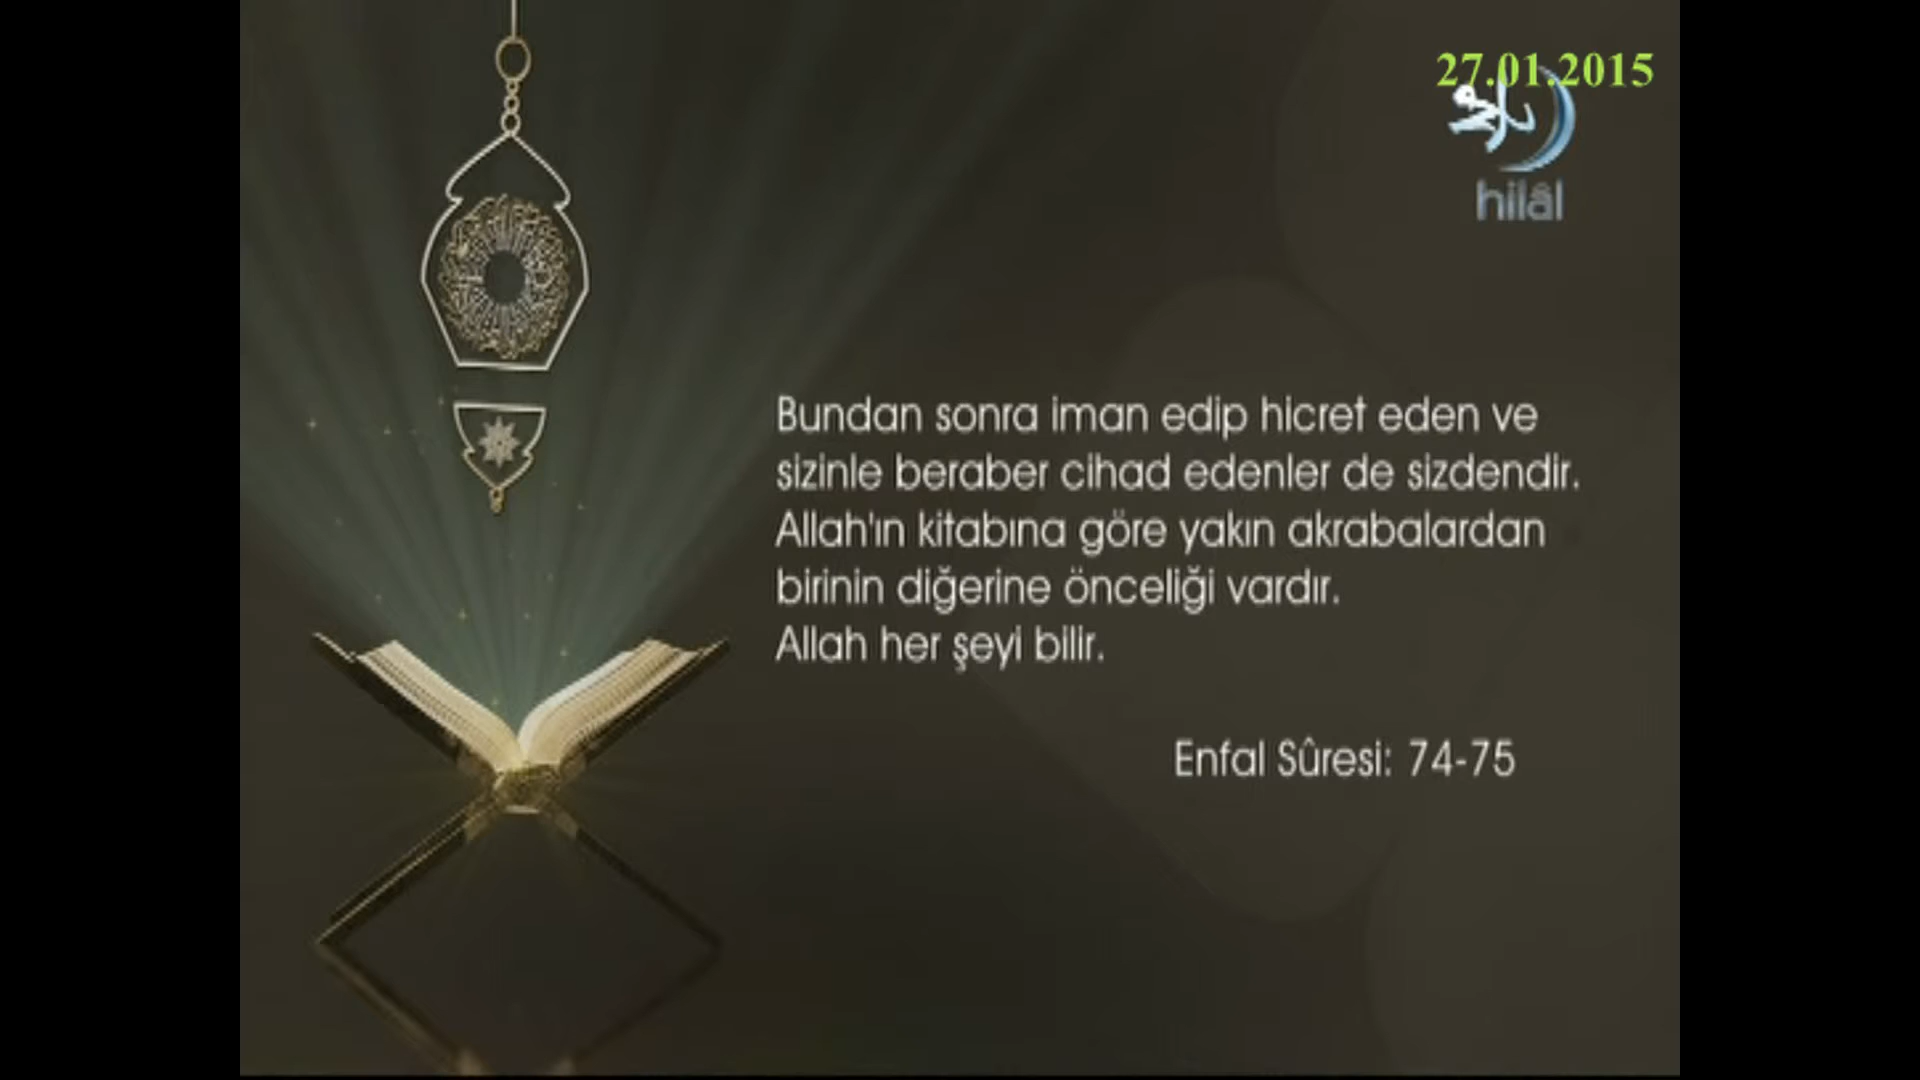 27.01.2015
hilâl
Bundan sonra iman edip hicret eden ve
sizinle beraber cihad edenler de sizdendir.
Allah'ın kitabına göre yakın akrabalardan
birinin diğerine önceliği vardır.
Allah her şeyi bilir.
Enfal Sûresi: 74-75